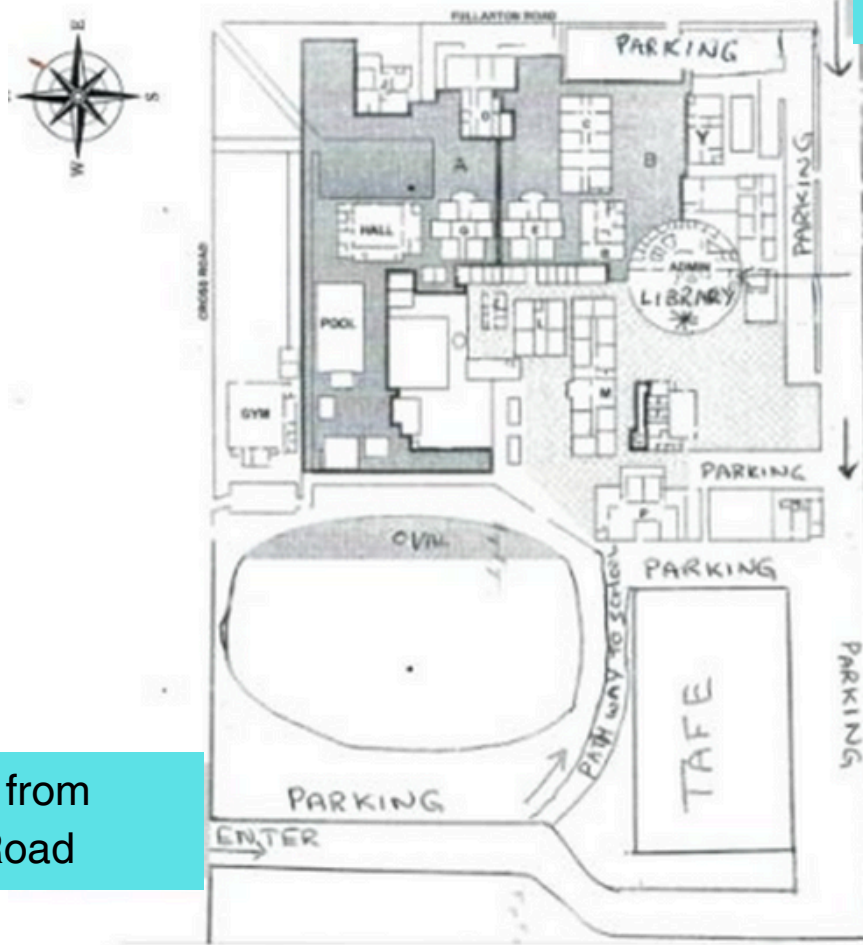 FULLARTON ROAD
PARKING
E
S
W
J
D
C
Y
A
B
PARKING
HALL
G
E
ADMIN
LIBRARY
CROSS ROAD
POOL
L
M
GYM
PARKING
F
OVAL
PARKING
PATH WAY TO SCHOOL
TAFE
PARKING
from
Road
PARKING
ENTER